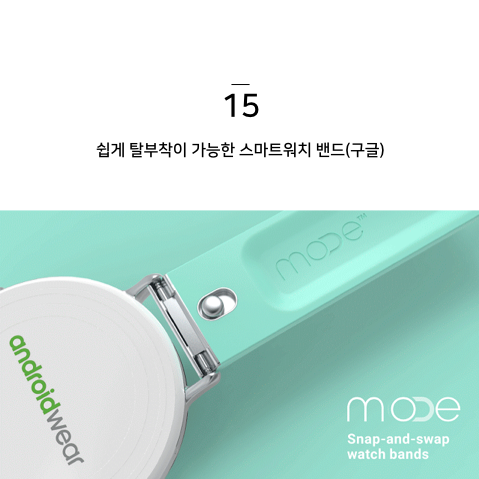 15
쉽게 탈부착이 가능한 스마트워치 밴드(구글)
mode™
androidwear
mode
Snap-and-swap
watch bands